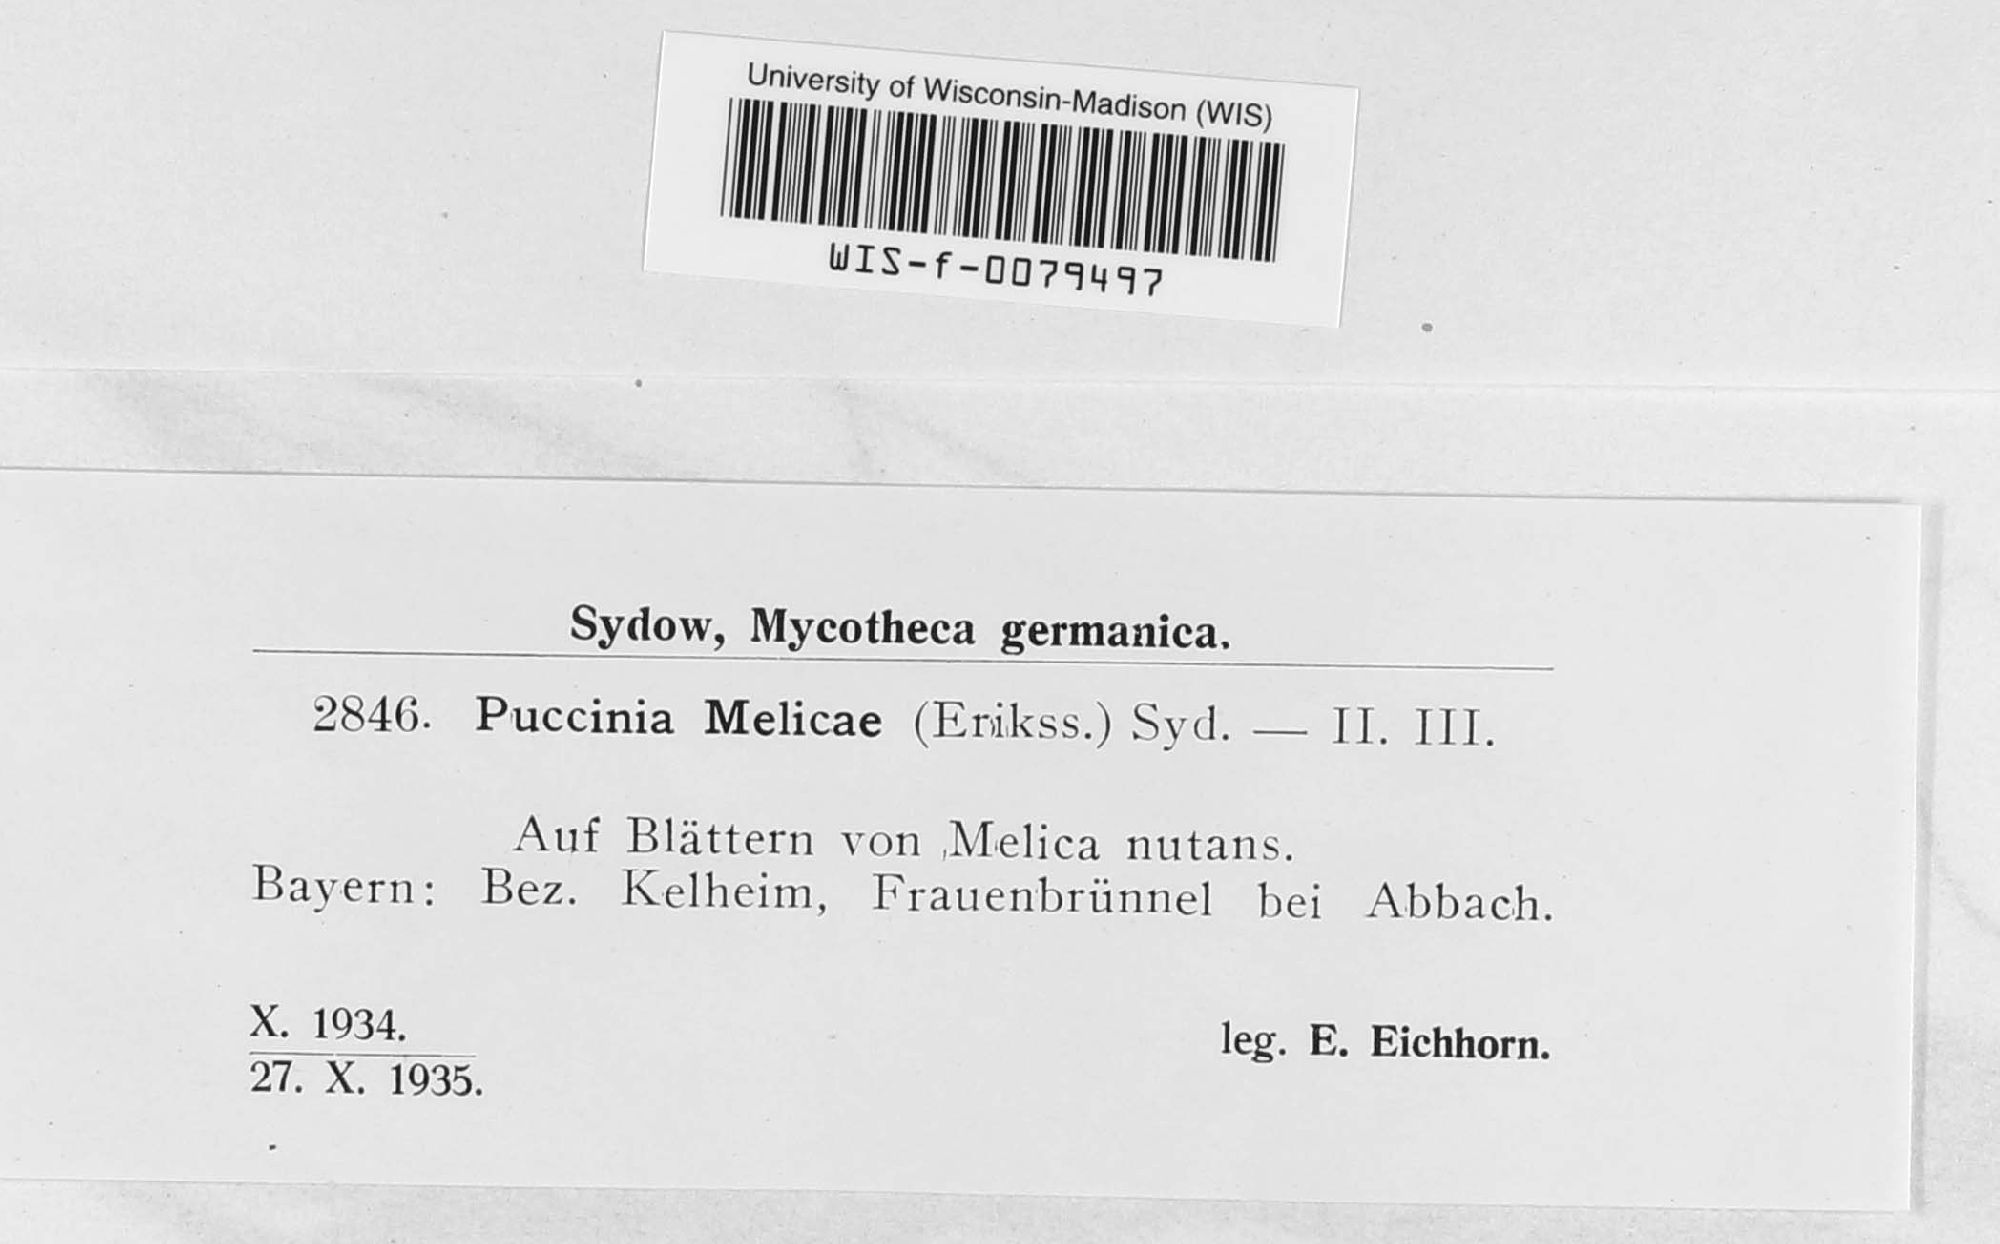 University of Wisconsin-Madison (WIS)
WIS-f-0079497
Sydow, Mycotheca germanica.
2846. Puccinia Melicae (Erikss.) Syd. — II. III.
Auf Blättern von Melica nutans.
Bayern: Bez. Kelheim, Frauenbrünnel bei Abbach.
X. 1934.
27. X. 1935.
leg. E. Eichhorn.